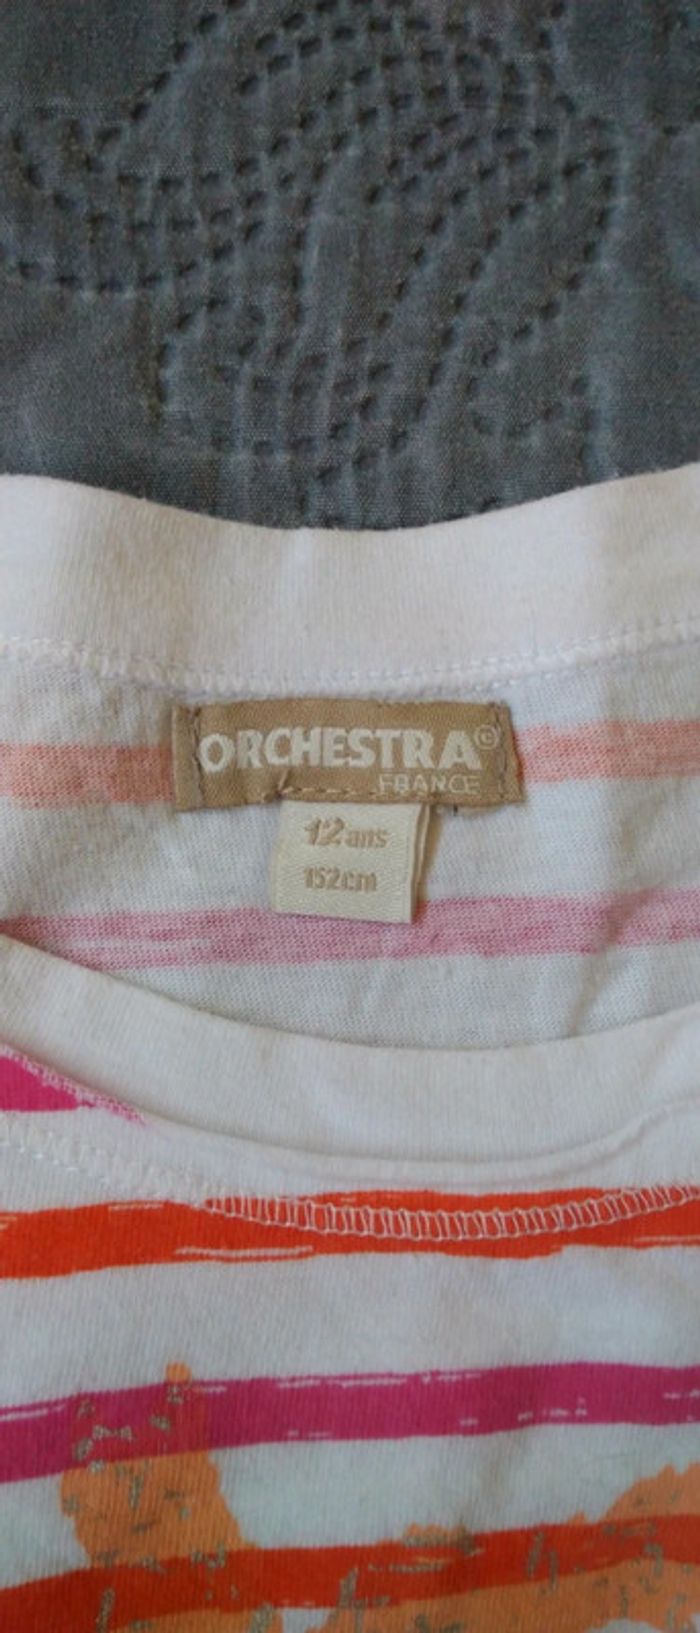 ORCHESTRA©
FRANCE
12 ans
152cm